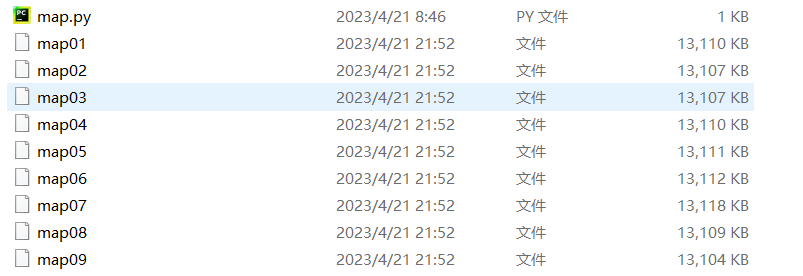 map.py 2023/4/21 8:46 PY 文件 1 KB
map01 2023/4/21 21:52 文件 13,110 KB
map02 2023/4/21 21:52 文件 13,107 KB
map03 2023/4/21 21:52 文件 13,107 KB
map04 2023/4/21 21:52 文件 13,110 KB
map05 2023/4/21 21:52 文件 13,111 KB
map06 2023/4/21 21:52 文件 13,112 KB
map07 2023/4/21 21:52 文件 13,118 KB
map08 2023/4/21 21:52 文件 13,109 KB
map09 2023/4/21 21:52 文件 13,104 KB